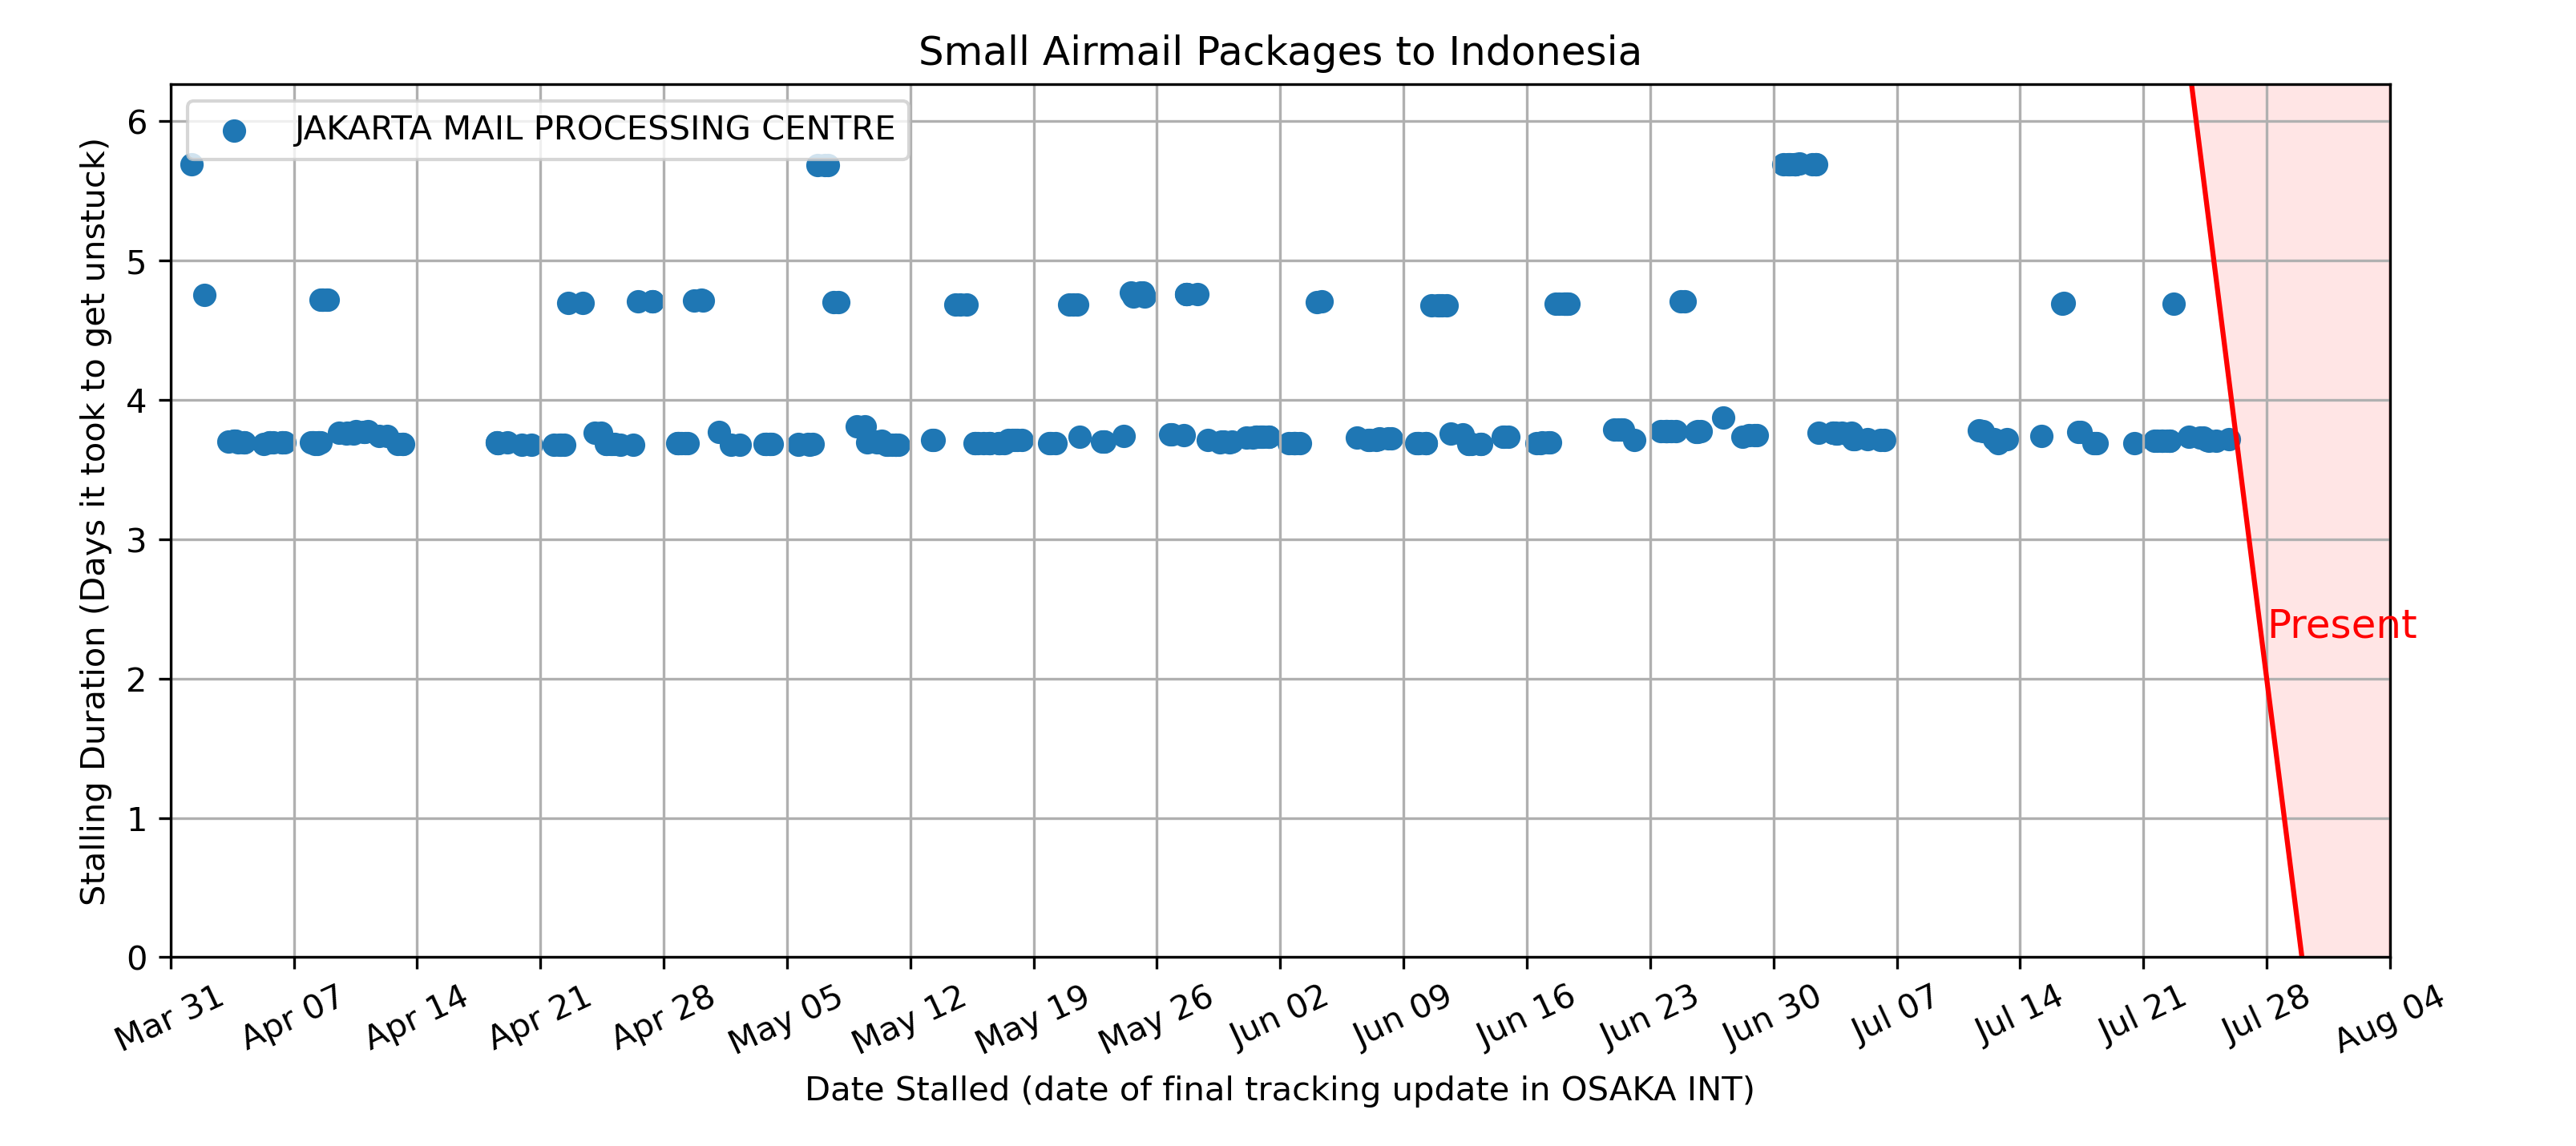 Small Airmail Packages to Indonesia
JAKARTA MAIL PROCESSING CENTRE
Stalling Duration (Days it took to get unstuck)
6
5
4
3
2
1
0
Present
Mar 31
Apr 07
Apr 14
Apr 21
Apr 28
May 05
May 12
May 19
May 26
Jun 02
Jun 09
Jun 16
Jun 23
Jun 30
Jul 07
Jul 14
Jul 21
Jul 28
Aug 04
Date Stalled (date of final tracking update in OSAKA INT)